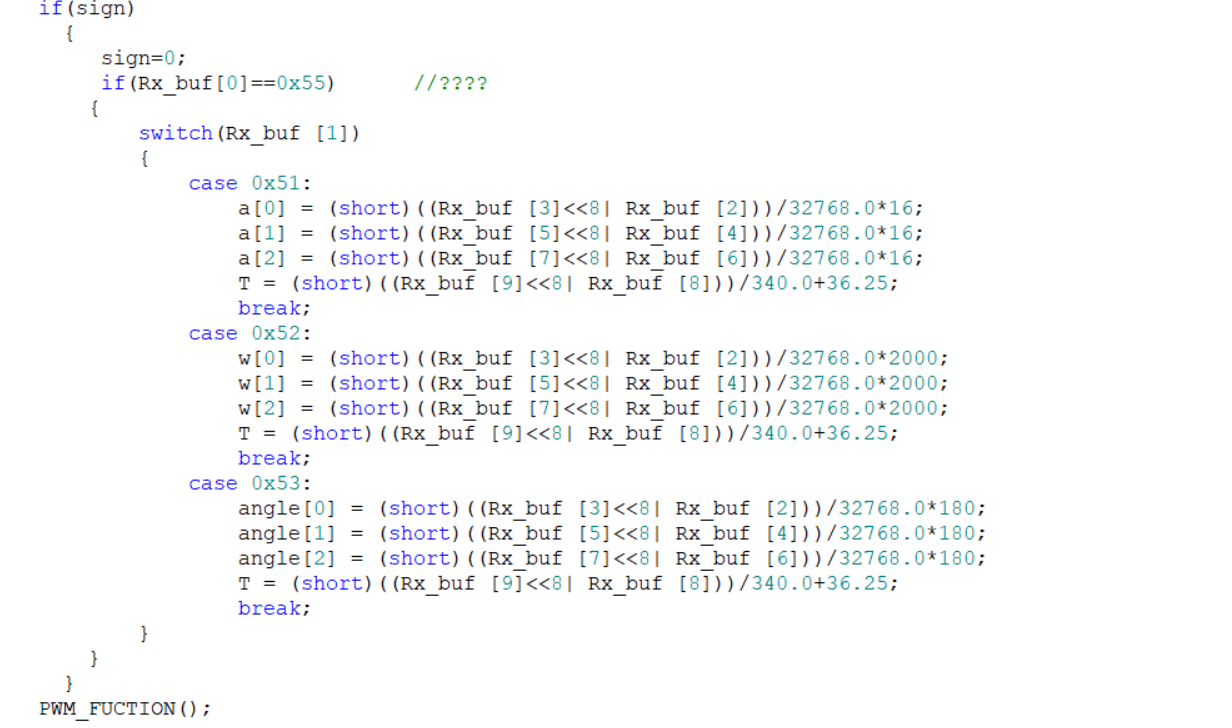 if(sign)
{
sign=0;
if(Rx_buf[0]==0x55) //????
{
switch(Rx_buf [1])
{
case 0x51:
a[0] = (short)((Rx_buf [3]<<8| Rx_buf [2]))/32768.0*16;
a[1] = (short)((Rx_buf [5]<<8| Rx_buf [4]))/32768.0*16;
a[2] = (short)((Rx_buf [7]<<8| Rx_buf [6]))/32768.0*16;
T = (short)((Rx_buf [9]<<8| Rx_buf [8]))/340.0+36.25;
break;
case 0x52:
w[0] = (short)((Rx_buf [3]<<8| Rx_buf [2]))/32768.0*2000;
w[1] = (short)((Rx_buf [5]<<8| Rx_buf [4]))/32768.0*2000;
w[2] = (short)((Rx_buf [7]<<8| Rx_buf [6]))/32768.0*2000;
T = (short)((Rx_buf [9]<<8| Rx_buf [8]))/340.0+36.25;
break;
case 0x53:
angle[0] = (short)((Rx_buf [3]<<8| Rx_buf [2]))/32768.0*180;
angle[1] = (short)((Rx_buf [5]<<8| Rx_buf [4]))/32768.0*180;
angle[2] = (short)((Rx_buf [7]<<8| Rx_buf [6]))/32768.0*180;
T = (short)((Rx_buf [9]<<8| Rx_buf [8]))/340.0+36.25;
break;
}
}
}
PWM_FUCTION();